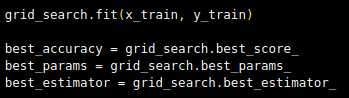 grid_search.fit(x_train, y_train)
best_accuracy = grid_search.best_score_
best_params = grid_search.best_params_
best_estimator = grid_search.best_estimator_